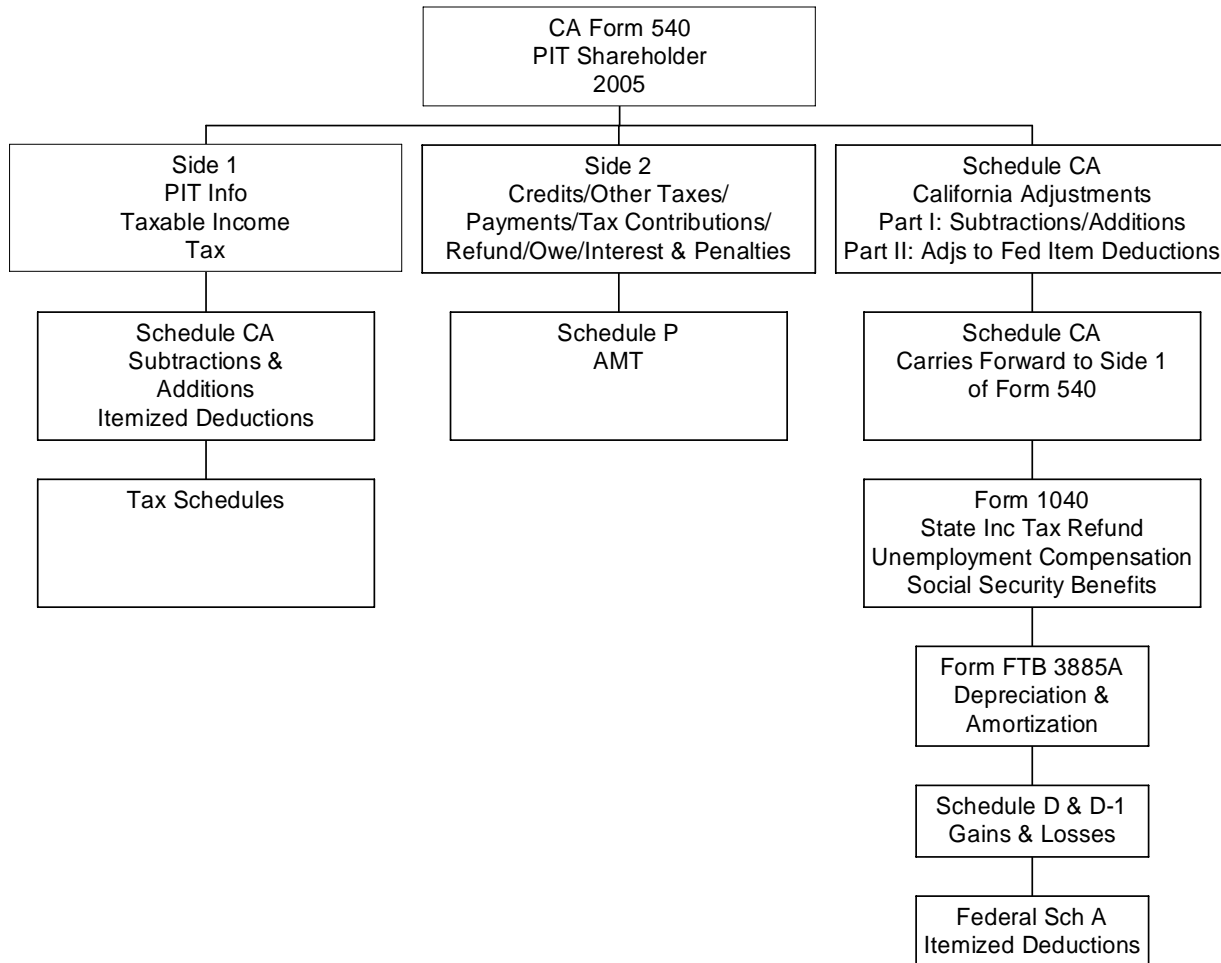 CA Form 540
PIT Shareholder
2005
Side 1
PIT Info
Taxable Income
Tax
Side 2
Credits/Other Taxes/
Payments/Tax Contributions/
Refund/Owe/Interest & Penalties
Schedule CA
California Adjustments
Part I: Subtractions/Additions
Part II: Adjs to Fed Item Deductions
Schedule CA
Subtractions &
Additions
Itemized Deductions
Schedule P
AMT
Schedule CA
Carries Forward to Side 1
of Form 540
Tax Schedules
Form 1040
State Inc Tax Refund
Unemployment Compensation
Social Security Benefits
Form FTB 3885A
Depreciation &
Amortization
Schedule D & D-1
Gains & Losses
Federal Sch A
Itemized Deductions